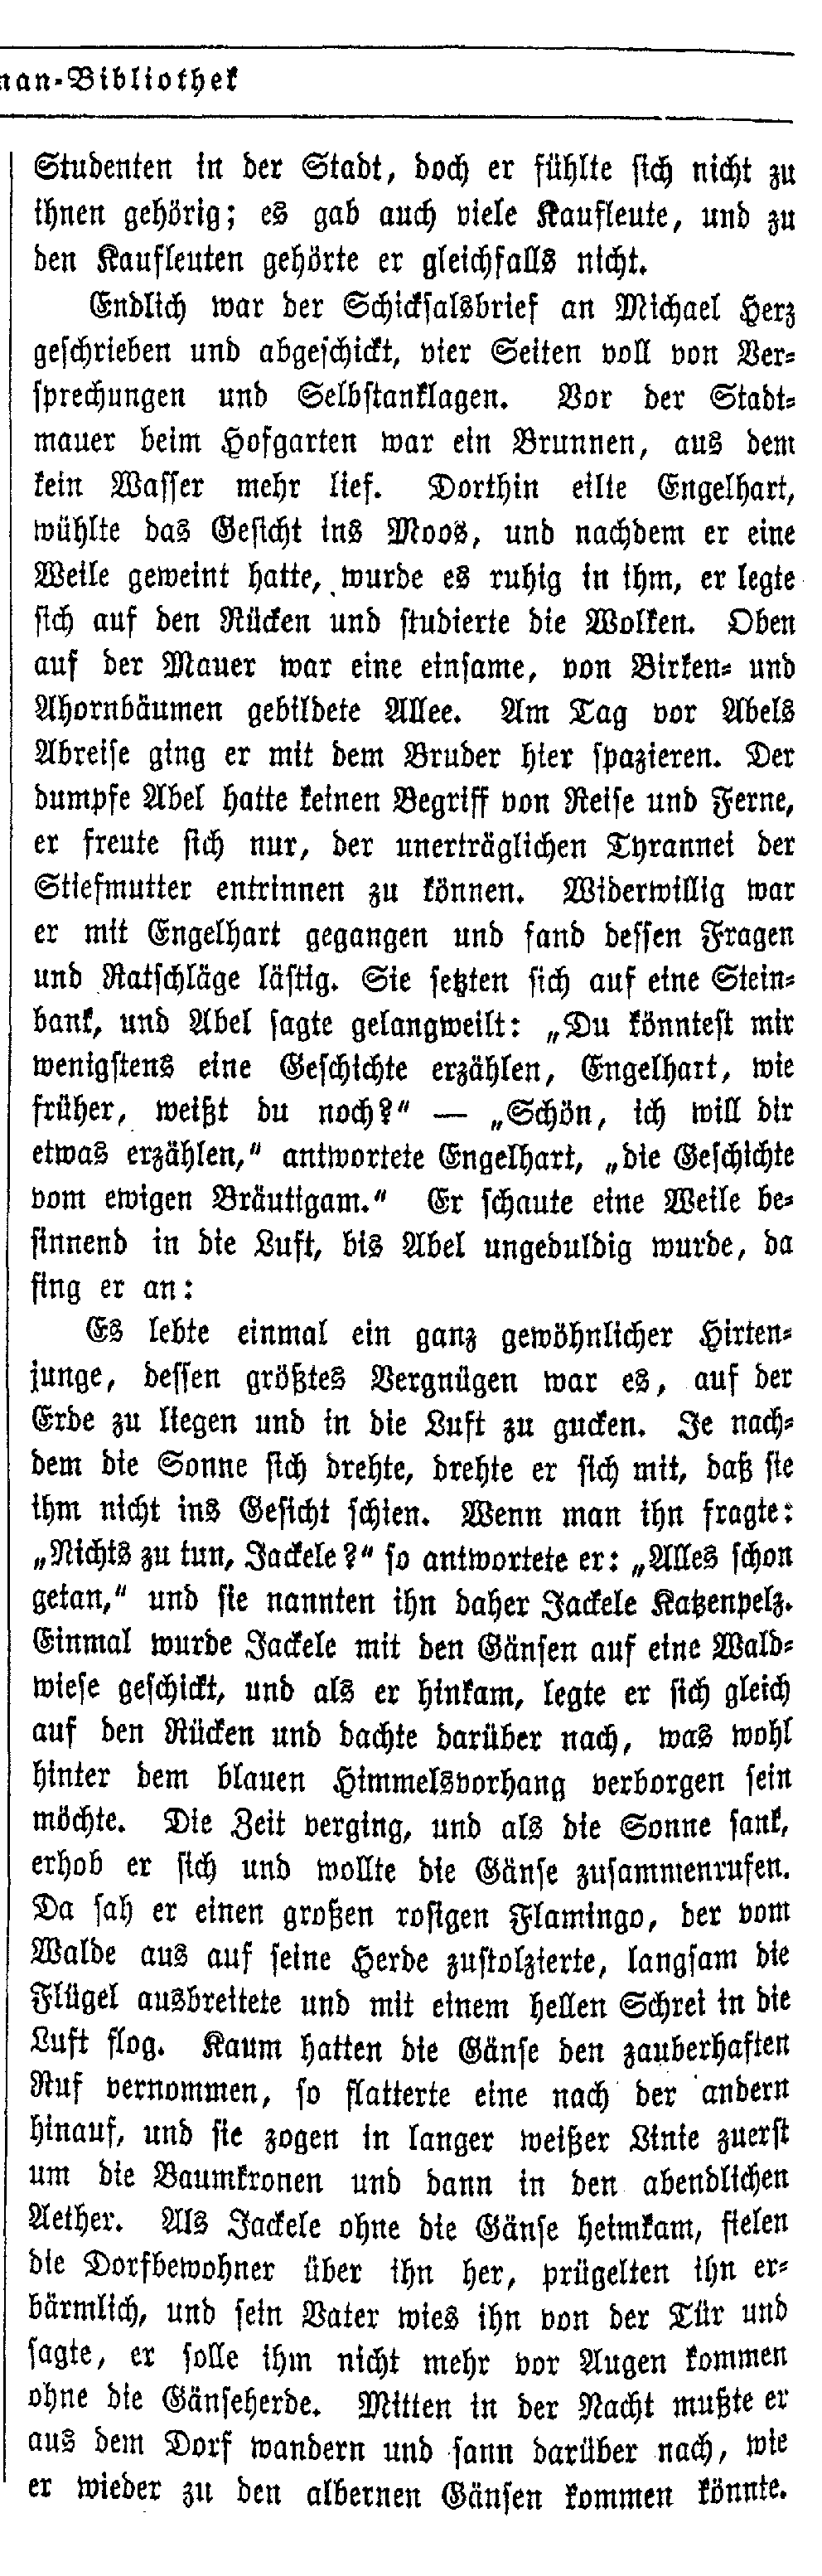 man-Bibliothek
Studenten in der Stadt, doch er fühlte sich nicht zu
ihnen gehörig; es gab auch viele Kaufleute, und zu
den Kaufleuten gehörte er gleichfalls nicht.
Endlich war der Schicksalsbrief an Michael Herz
geschrieben und abgeschickt, vier Seiten voll von Ver-
sprechungen und Selbstanklagen. Vor der Stadt-
mauer beim Hofgarten war ein Brunnen, aus dem
kein Wasser mehr lief. Dorthin eilte Engelhart,
wühlte das Gesicht ins Moos, und nachdem er eine
Weile geweint hatte, wurde es ruhig in ihm, er legte
sich auf den Rücken und studierte die Wolken. Oben
auf der Mauer war eine einsame, von Birken- und
Ahornbäumen gebildete Allee. Am Tag vor Abels
Abreise ging er mit dem Bruder hier spazieren. Der
dumpfe Abel hatte keinen Begriff von Reise und Ferne,
er freute sich nur, der unerträglichen Tyrannei der
Stiefmutter entrinnen zu können. Widerwillig war
er mit Engelhart gegangen und fand dessen Fragen
und Ratschläge lästig. Sie setzten sich auf eine Stein-
bank, und Abel sagte gelangweilt: „Du könntest mir
wenigstens eine Geschichte erzählen, Engelhart, wie
früher, weißt du noch?“ — „Schön, ich will dir
etwas erzählen,“ antwortete Engelhart, „die Geschichte
vom ewigen Bräutigam.“ Er schaute eine Weile be-
sinnend in die Luft, bis Abel ungeduldig wurde, da
fing er an:
Es lebte einmal ein ganz gewöhnlicher Hirten-
junge, dessen größtes Vergnügen war es, auf der
Erde zu liegen und in die Luft zu gucken. Je nach-
dem die Sonne sich drehte, drehte er sich mit, daß sie
ihm nicht ins Gesicht schien. Wenn man ihn fragte:
„Nichts zu tun, Jackele?“ so antwortete er: „Alles schon
getan,“ und sie nannten ihn daher Jackele Katzenpelz.
Einmal wurde Jackele mit den Gänsen auf eine Wald-
wiese geschickt, und als er hinkam, legte er sich gleich
auf den Rücken und dachte darüber nach, was wohl
hinter dem blauen Himmelsvorhang verborgen sein
möchte. Die Zeit verging, und als die Sonne sank,
erhob er sich und wollte die Gänse zusammenrufen.
Da sah er einen großen rosigen Flamingo, der vom
Walde aus auf seine Herde zustolzierte, langsam die
Flügel ausbreitete und mit einem hellen Schrei in die
Luft flog. Kaum hatten die Gänse den zauberhaften
Ruf vernommen, so flatterte eine nach der andern
hinauf, und sie zogen in langer weißer Linie zuerst
um die Baumkronen und dann in den abendlichen
Aether. Als Jackele ohne die Gänse heimkam, fielen
die Dorfbewohner über ihn her, prügelten ihn er-
bärmlich, und sein Vater wies ihn von der Tür und
sagte, er solle ihm nicht mehr vor Augen kommen
ohne die Gänseherde. Mitten in der Nacht mußte er
aus dem Dorf wandern und sann darüber nach, wie
er wieder zu den albernen Gänsen kommen könnte.